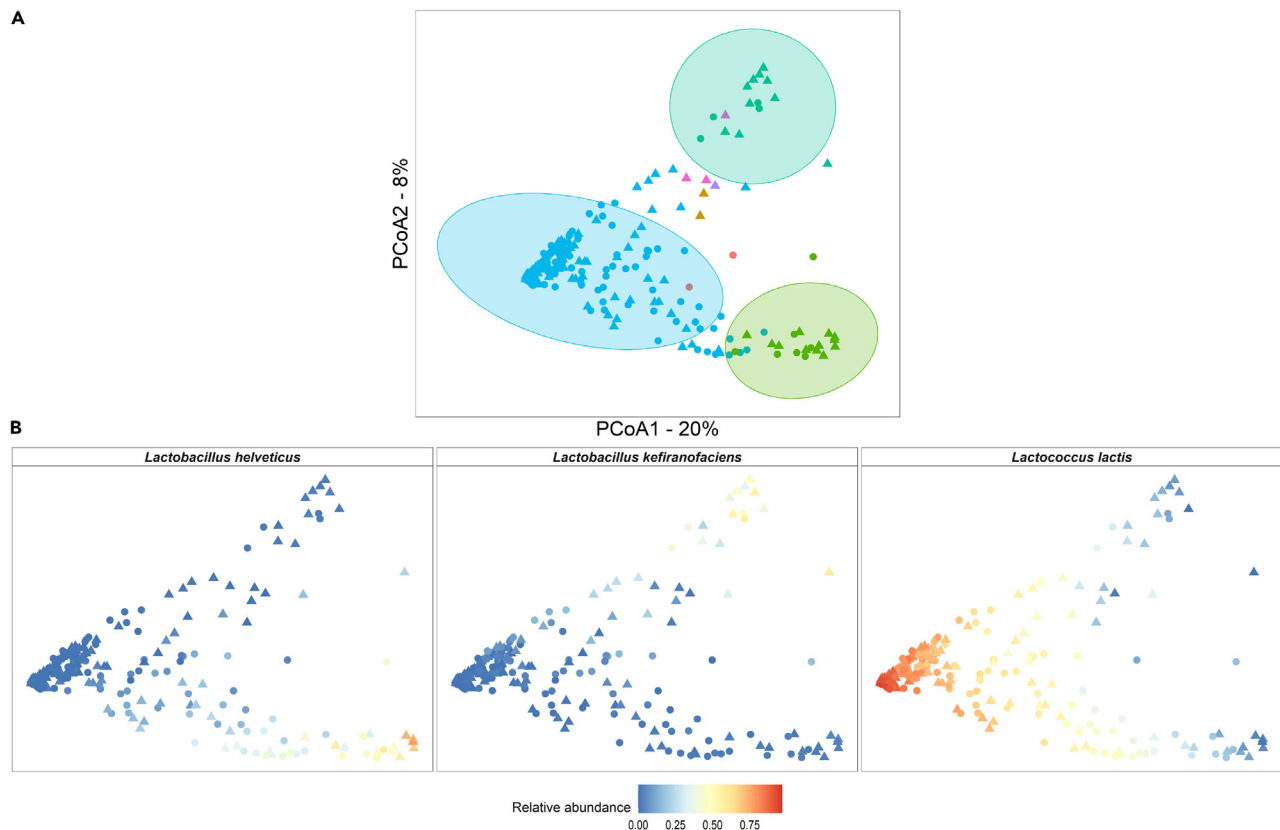 A
PCoA2 - 8%
PCoA1 - 20%
B
Lactobacillus helveticus
Lactobacillus kefiranofaciens
Lactococcus lactis
Relative abundance
0.00 0.25 0.50 0.75